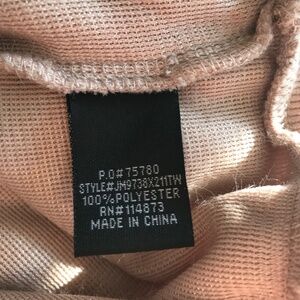 P.O#75780
STYLE#JM9738X211TW
100%POLYESTER
RN#114873
MADE IN CHINA